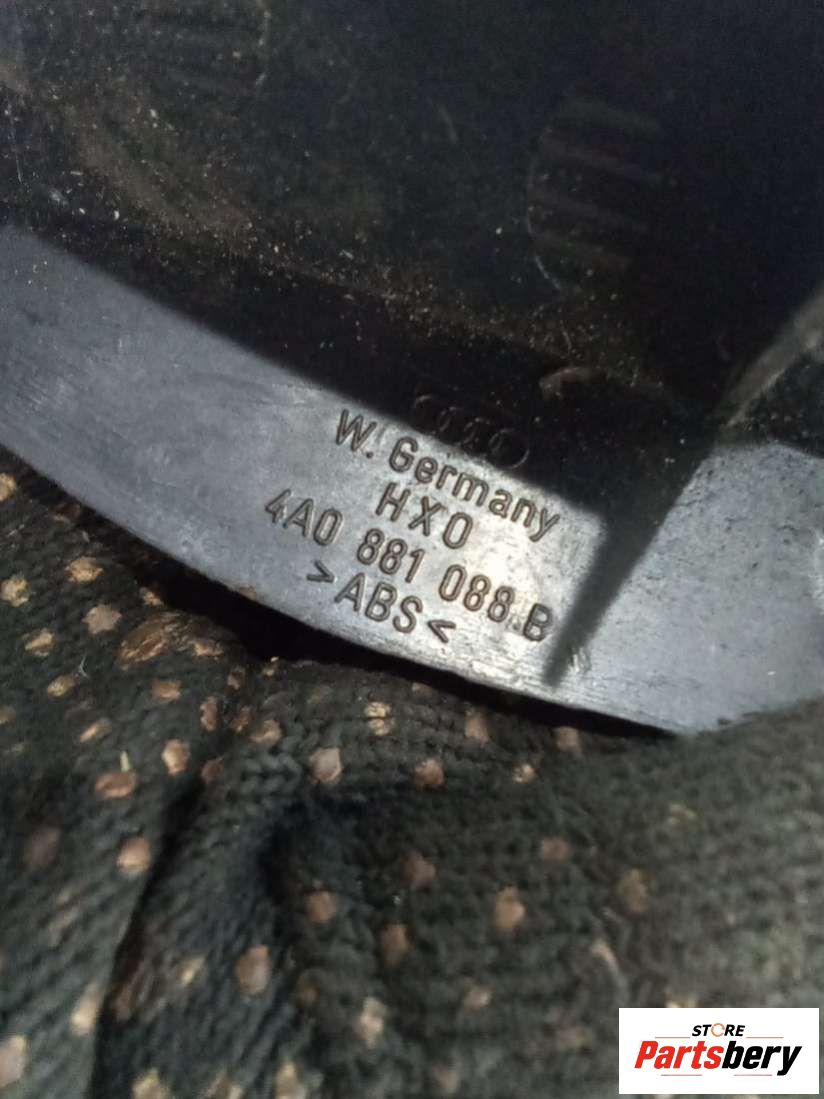 W. Germany
HXO
4A0 881 088 B
>ABS<
STORE
Partsbery